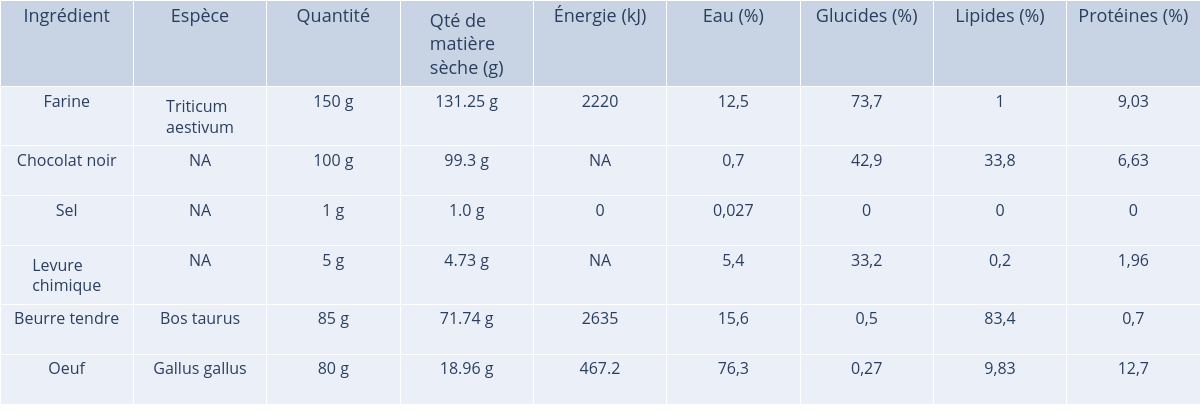 Ingrédient Espèce Quantité Qté de matière sèche (g) Énergie (kJ) Eau (%) Glucides (%) Lipides (%) Protéines (%)
Farine Triticum aestivum 150 g 131.25 g 2220 12,5 73,7 1 9,03
Chocolat noir NA 100 g 99.3 g NA 0,7 42,9 33,8 6,63
Sel NA 1 g 1.0 g 0 0,027 0 0 0
Levure chimique NA 5 g 4.73 g NA 5,4 33,2 0,2 1,96
Beurre tendre Bos taurus 85 g 71.74 g 2635 15,6 0,5 83,4 0,7
Oeuf Gallus gallus 80 g 18.96 g 467.2 76,3 0,27 9,83 12,7